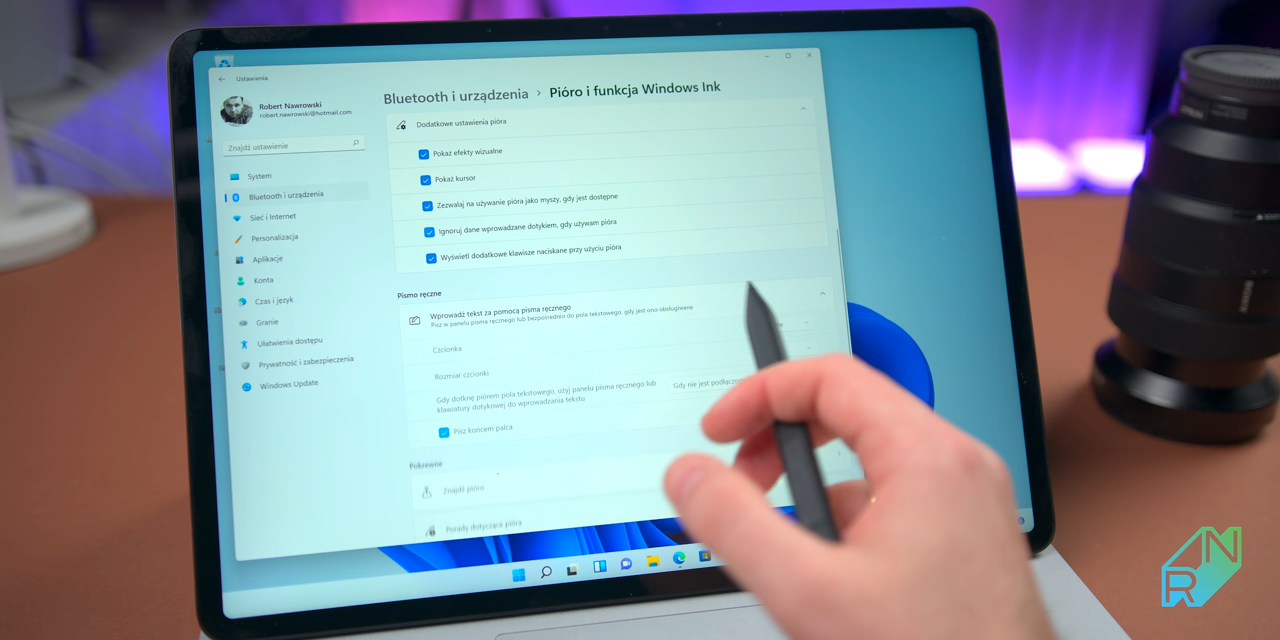 Ustawienia
Robert Nawrowski
robert.nawrowski@hotmail.com
Znajdź ustawienie
System
Bluetooth i urządzenia
Sieć i Internet
Personalizacja
Aplikacje
Konta
Czas i język
Granie
Ułatwienia dostępu
Prywatność i zabezpieczenia
Windows Update
Bluetooth i urządzenia › Pióro i funkcja Windows Ink
Dodatkowe ustawienia pióra
Pokaż efekty wizualne
Pokaż kursor
Zezwalaj na używanie pióra jako myszy, gdy jest dostępne
Ignoruj dane wprowadzane dotykiem, gdy używam pióra
Wyświetl dodatkowe klawisze naciskane przy użyciu pióra
Pismo ręczne
Wprowadź tekst za pomocą pisma ręcznego
Pisz w panelu pisma ręcznego lub bezpośrednio do pola tekstowego, gdy jest ono obsługiwane
Czcionka
Rozmiar czcionki
Gdy dotknę piórem pola tekstowego, użyj panelu pisma ręcznego lub
klawiatury dotykowej do wprowadzania tekstu
Gdy nie jest
Pisz końcem palca
Pokrewne
Znajdź pióro
Porady dotyczące pióra
RN